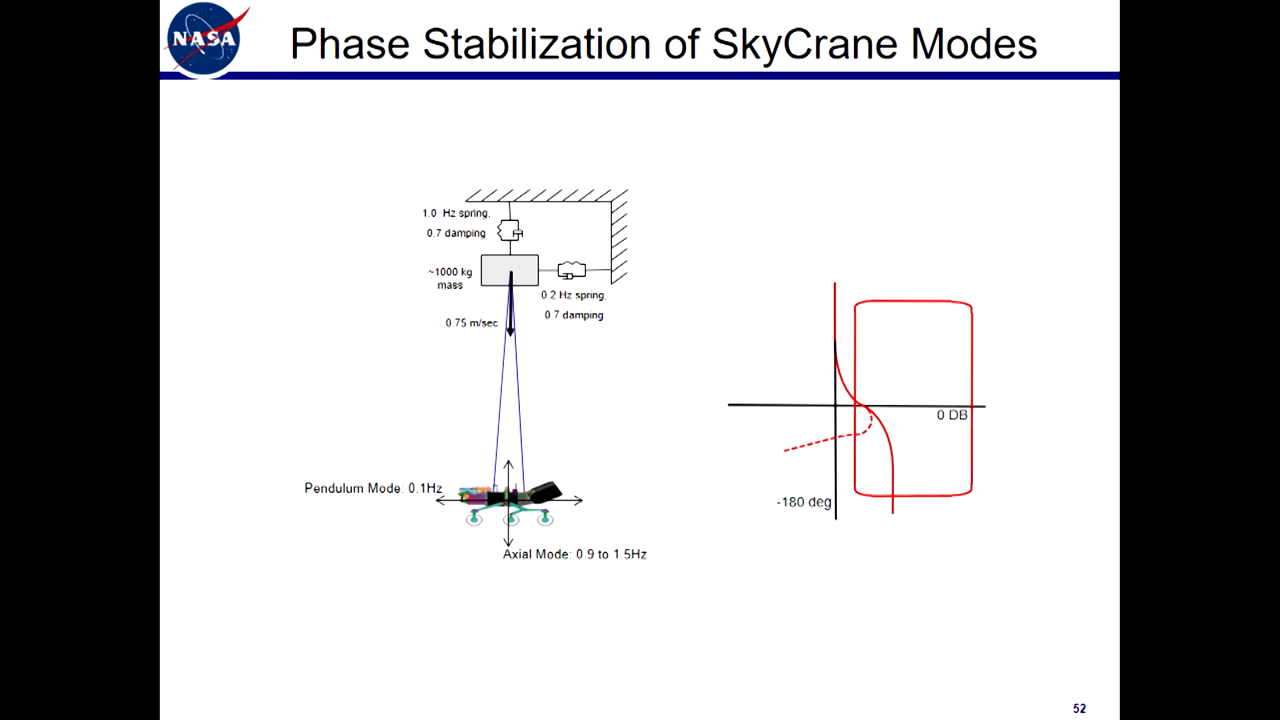 NASA
Phase Stabilization of SkyCrane Modes
1.0 Hz spring,
0.7 damping
~1000 kg
mass
0.2 Hz spring,
0.7 damping
0.75 m/sec
0 DB
Pendulum Mode: 0.1Hz
-180 deg
Axial Mode: 0.9 to 1.5Hz
52